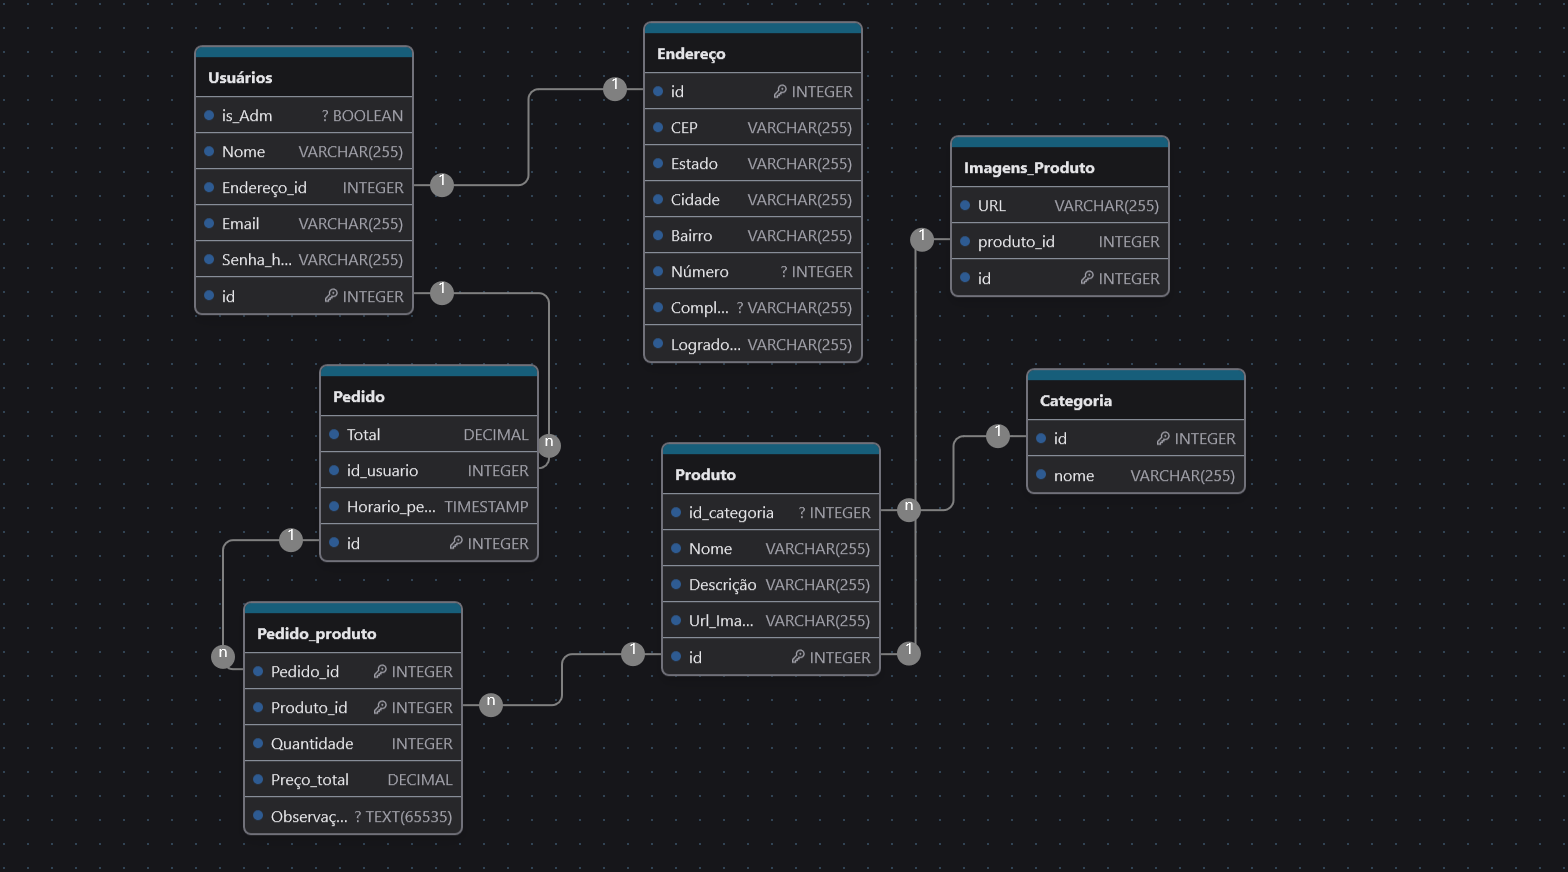 Usuários
is_Adm ? BOOLEAN
Nome VARCHAR(255)
Endereço_id INTEGER
Email VARCHAR(255)
Senha_h... VARCHAR(255)
id INTEGER
1
1
Endereço
id INTEGER
CEP VARCHAR(255)
Estado VARCHAR(255)
Cidade VARCHAR(255)
Bairro VARCHAR(255)
Número ? INTEGER
Compl... ? VARCHAR(255)
Logrado... VARCHAR(255)
1
Imagens_Produto
URL VARCHAR(255)
produto_id INTEGER
id INTEGER
1
Pedido
Total DECIMAL
id_usuario INTEGER
Horario_pe... TIMESTAMP
id INTEGER
n
1
Produto
id_categoria ? INTEGER
Nome VARCHAR(255)
Descrição VARCHAR(255)
Url_Ima... VARCHAR(255)
id INTEGER
n
1
1
Categoria
id INTEGER
nome VARCHAR(255)
1
Pedido_produto
Pedido_id INTEGER
Produto_id INTEGER
Quantidade INTEGER
Preço_total DECIMAL
Observaç... ? TEXT(65535)
n
n